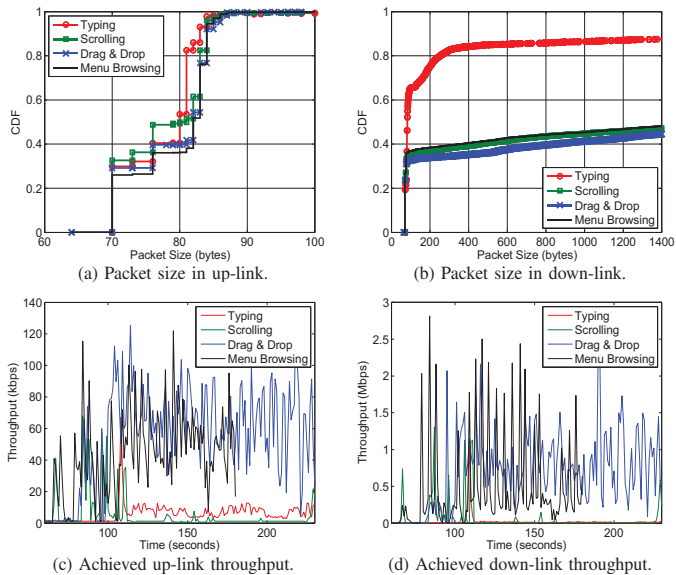 1
0.8
0.6
0.4
0.2
0
CDF
Typing
Scrolling
Drag & Drop
Menu Browsing
60 70 80 90 100
Packet Size (bytes)
(a) Packet size in up-link.
1
0.8
0.6
0.4
0.2
0
CDF
Typing
Scrolling
Drag & Drop
Menu Browsing
0 200 400 600 800 1000 1200 1400
Packet Size (bytes)
(b) Packet size in down-link.
140
120
100
80
60
40
20
0
Throughput (kbps)
Typing
Scrolling
Drag & Drop
Menu Browsing
100 150 200
Time (seconds)
(c) Achieved up-link throughput.
3
2.5
2
1.5
1
0.5
0
Throughput (Mbps)
Typing
Scrolling
Drag & Drop
Menu Browsing
100 150 200
Time (seconds)
(d) Achieved down-link throughput.